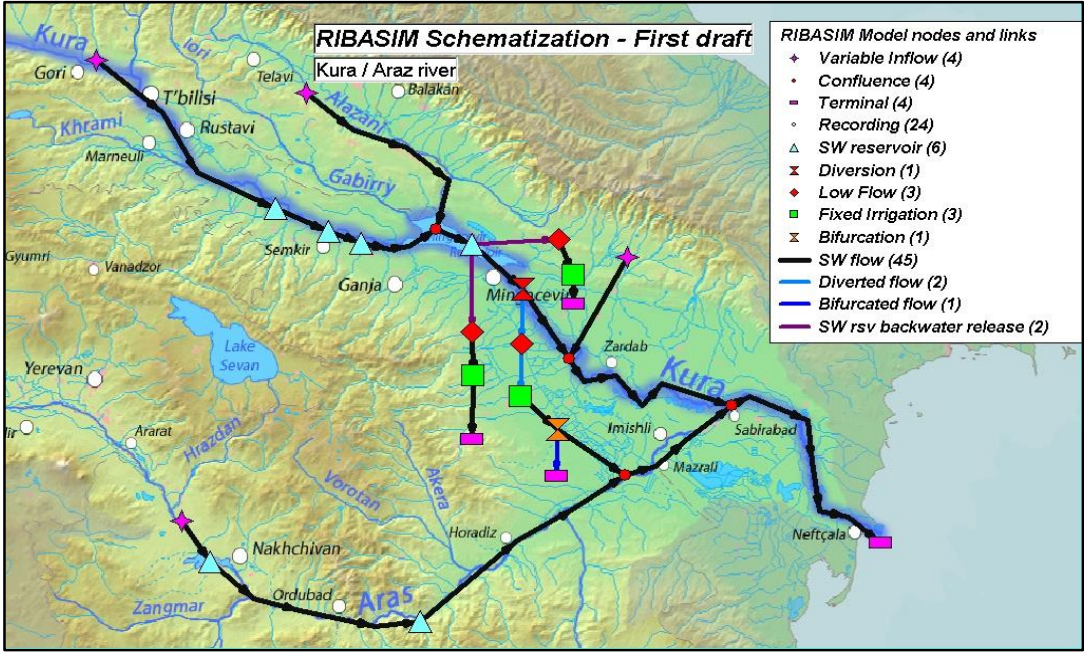 RIBASIM Schematization - First draft
Kura / Araz river
RIBASIM Model nodes and links
Variable Inflow (4)
Confluence (4)
Terminal (4)
Recording (24)
SW reservoir (6)
Diversion (1)
Low Flow (3)
Fixed Irrigation (3)
Bifurcation (1)
SW flow (45)
Diverted flow (2)
Bifurcated flow (1)
SW rsv backwater release (2)
Kura
Iori
Gori
Telavi
T'bilisi
Balakan
Alazani
Khrami
Rustavi
Marneuli
Gabirry
Semkir
Gyumri
Vanadzor
Ganja
Zardab
Lake
Sevan
Yerevan
Kura
Ararat
Hrazdan
Imishli
Sabirabad
Mazrali
Vorotan
Akera
Horadiz
Neftçala
Nakhchivan
Zangmar
Ordubad
Aras